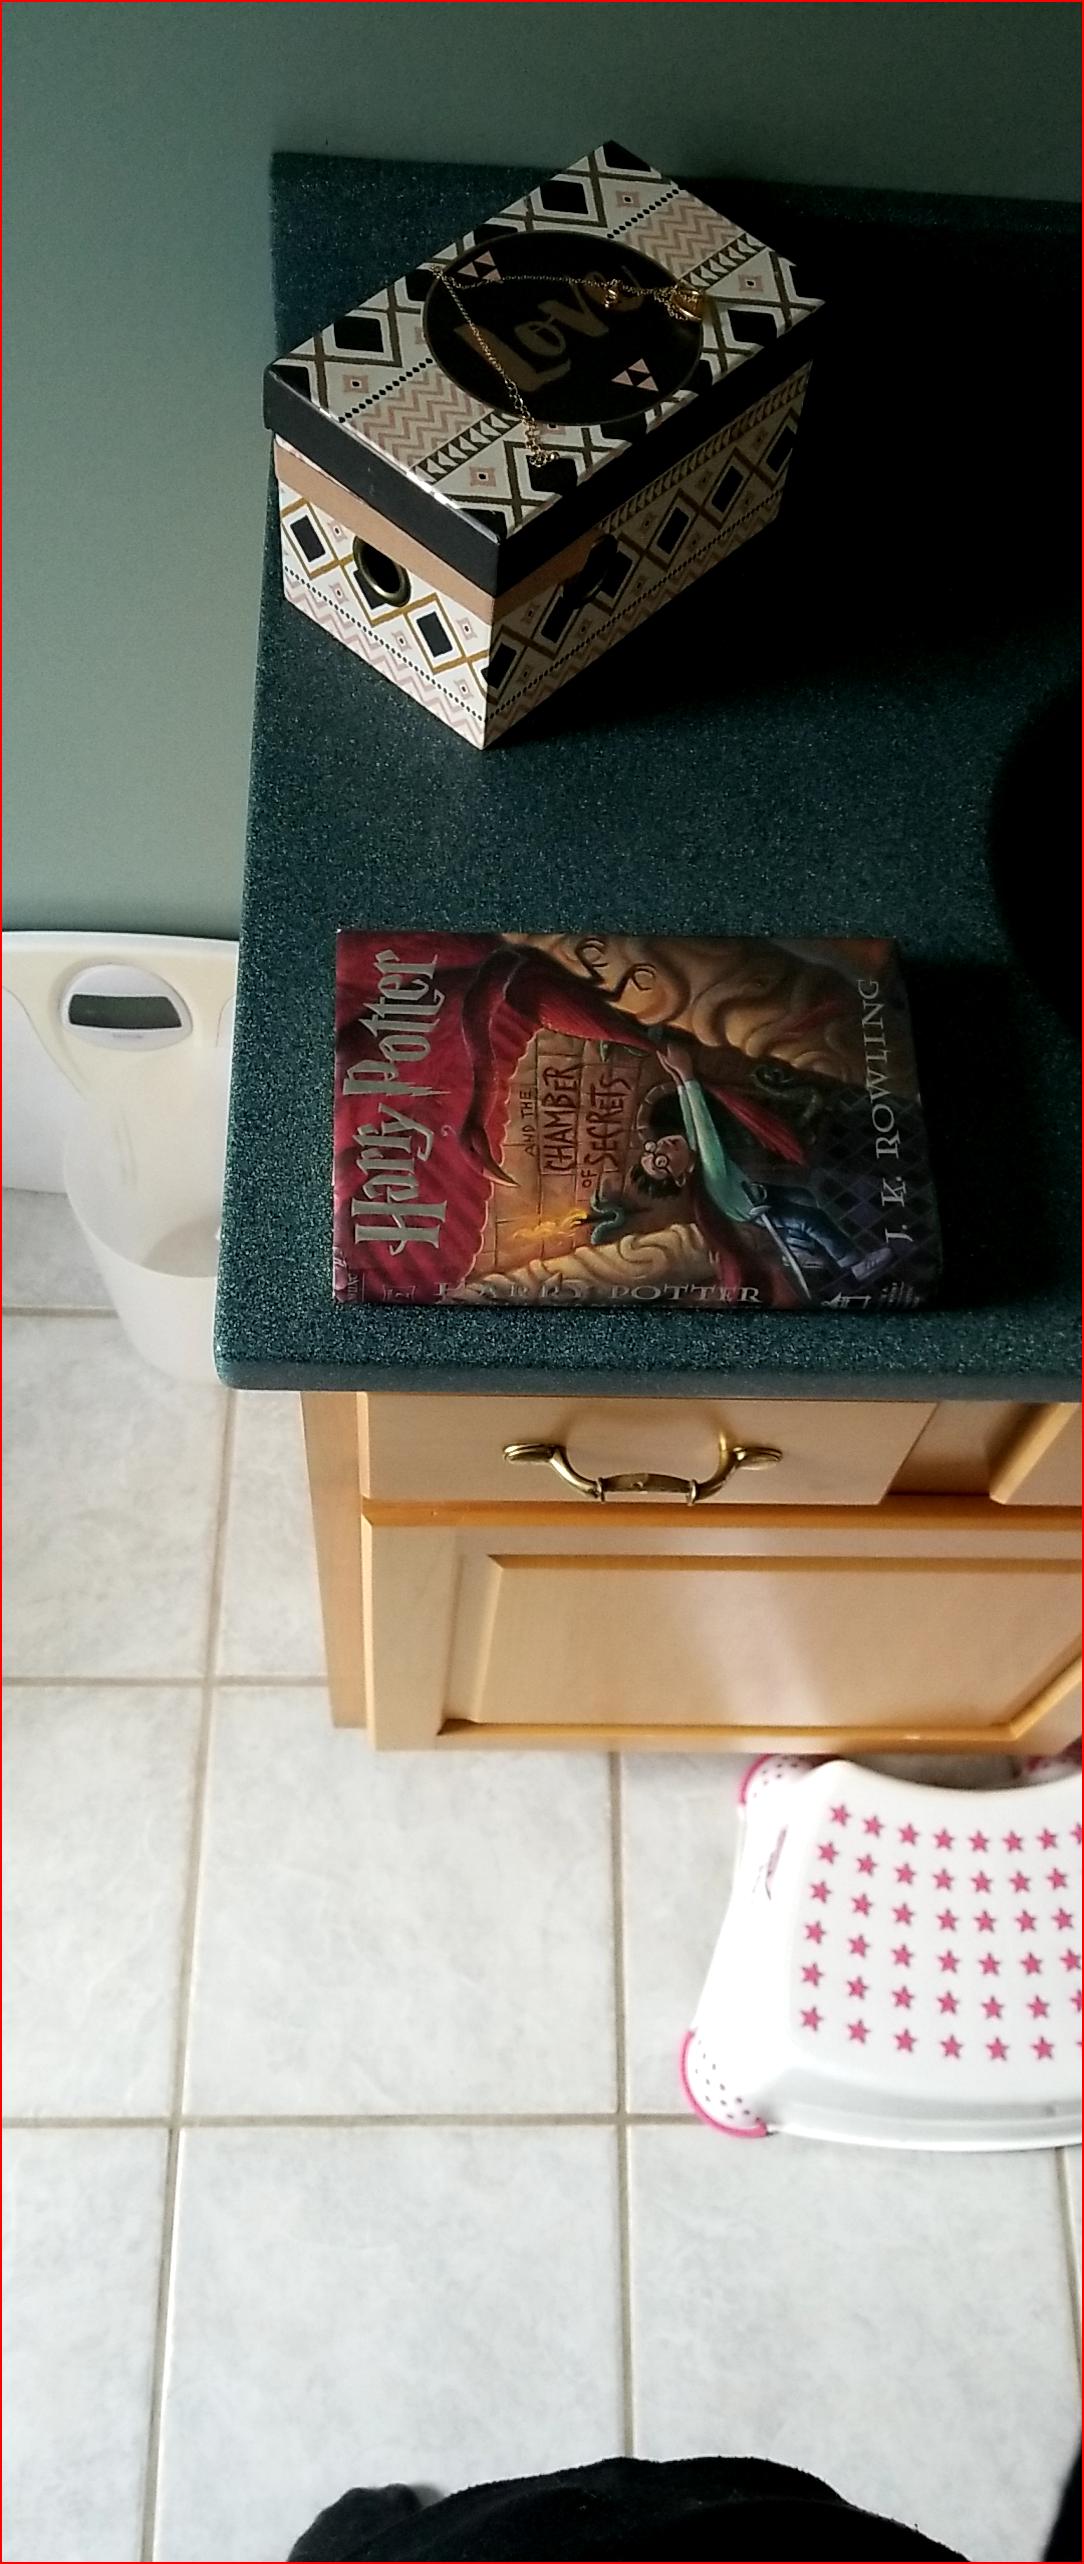 Love
Harry Potter
AND THE
CHAMBER
OF SECRETS
J. K. ROWLING
HARRY POTTER